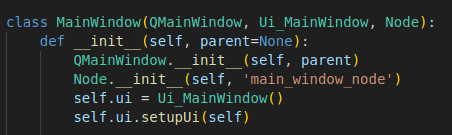 class MainWindow(QMainWindow, Ui_MainWindow, Node):
    def __init__(self, parent=None):
        QMainWindow.__init__(self, parent)
        Node.__init__(self, 'main_window_node')
        self.ui = Ui_MainWindow()
        self.ui.setupUi(self)